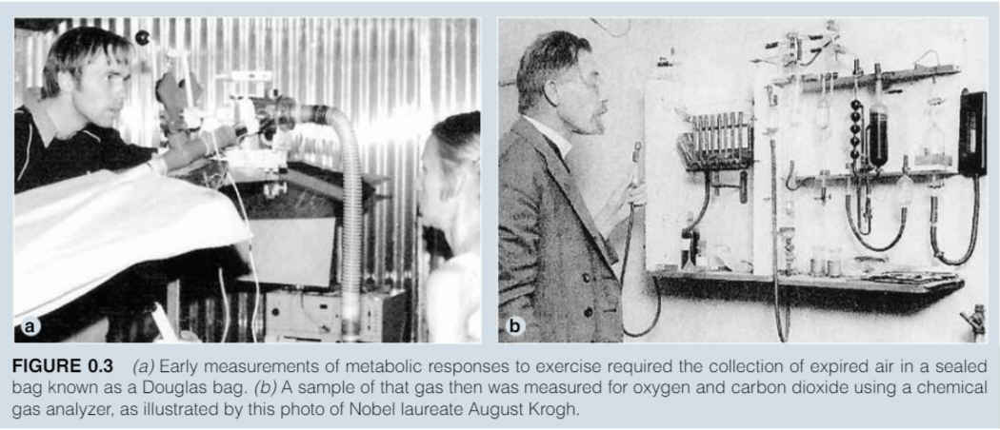 a
b
FIGURE 0.3 (a) Early measurements of metabolic responses to exercise required the collection of expired air in a sealed
bag known as a Douglas bag. (b) A sample of that gas then was measured for oxygen and carbon dioxide using a chemical
gas analyzer, as illustrated by this photo of Nobel laureate August Krogh.